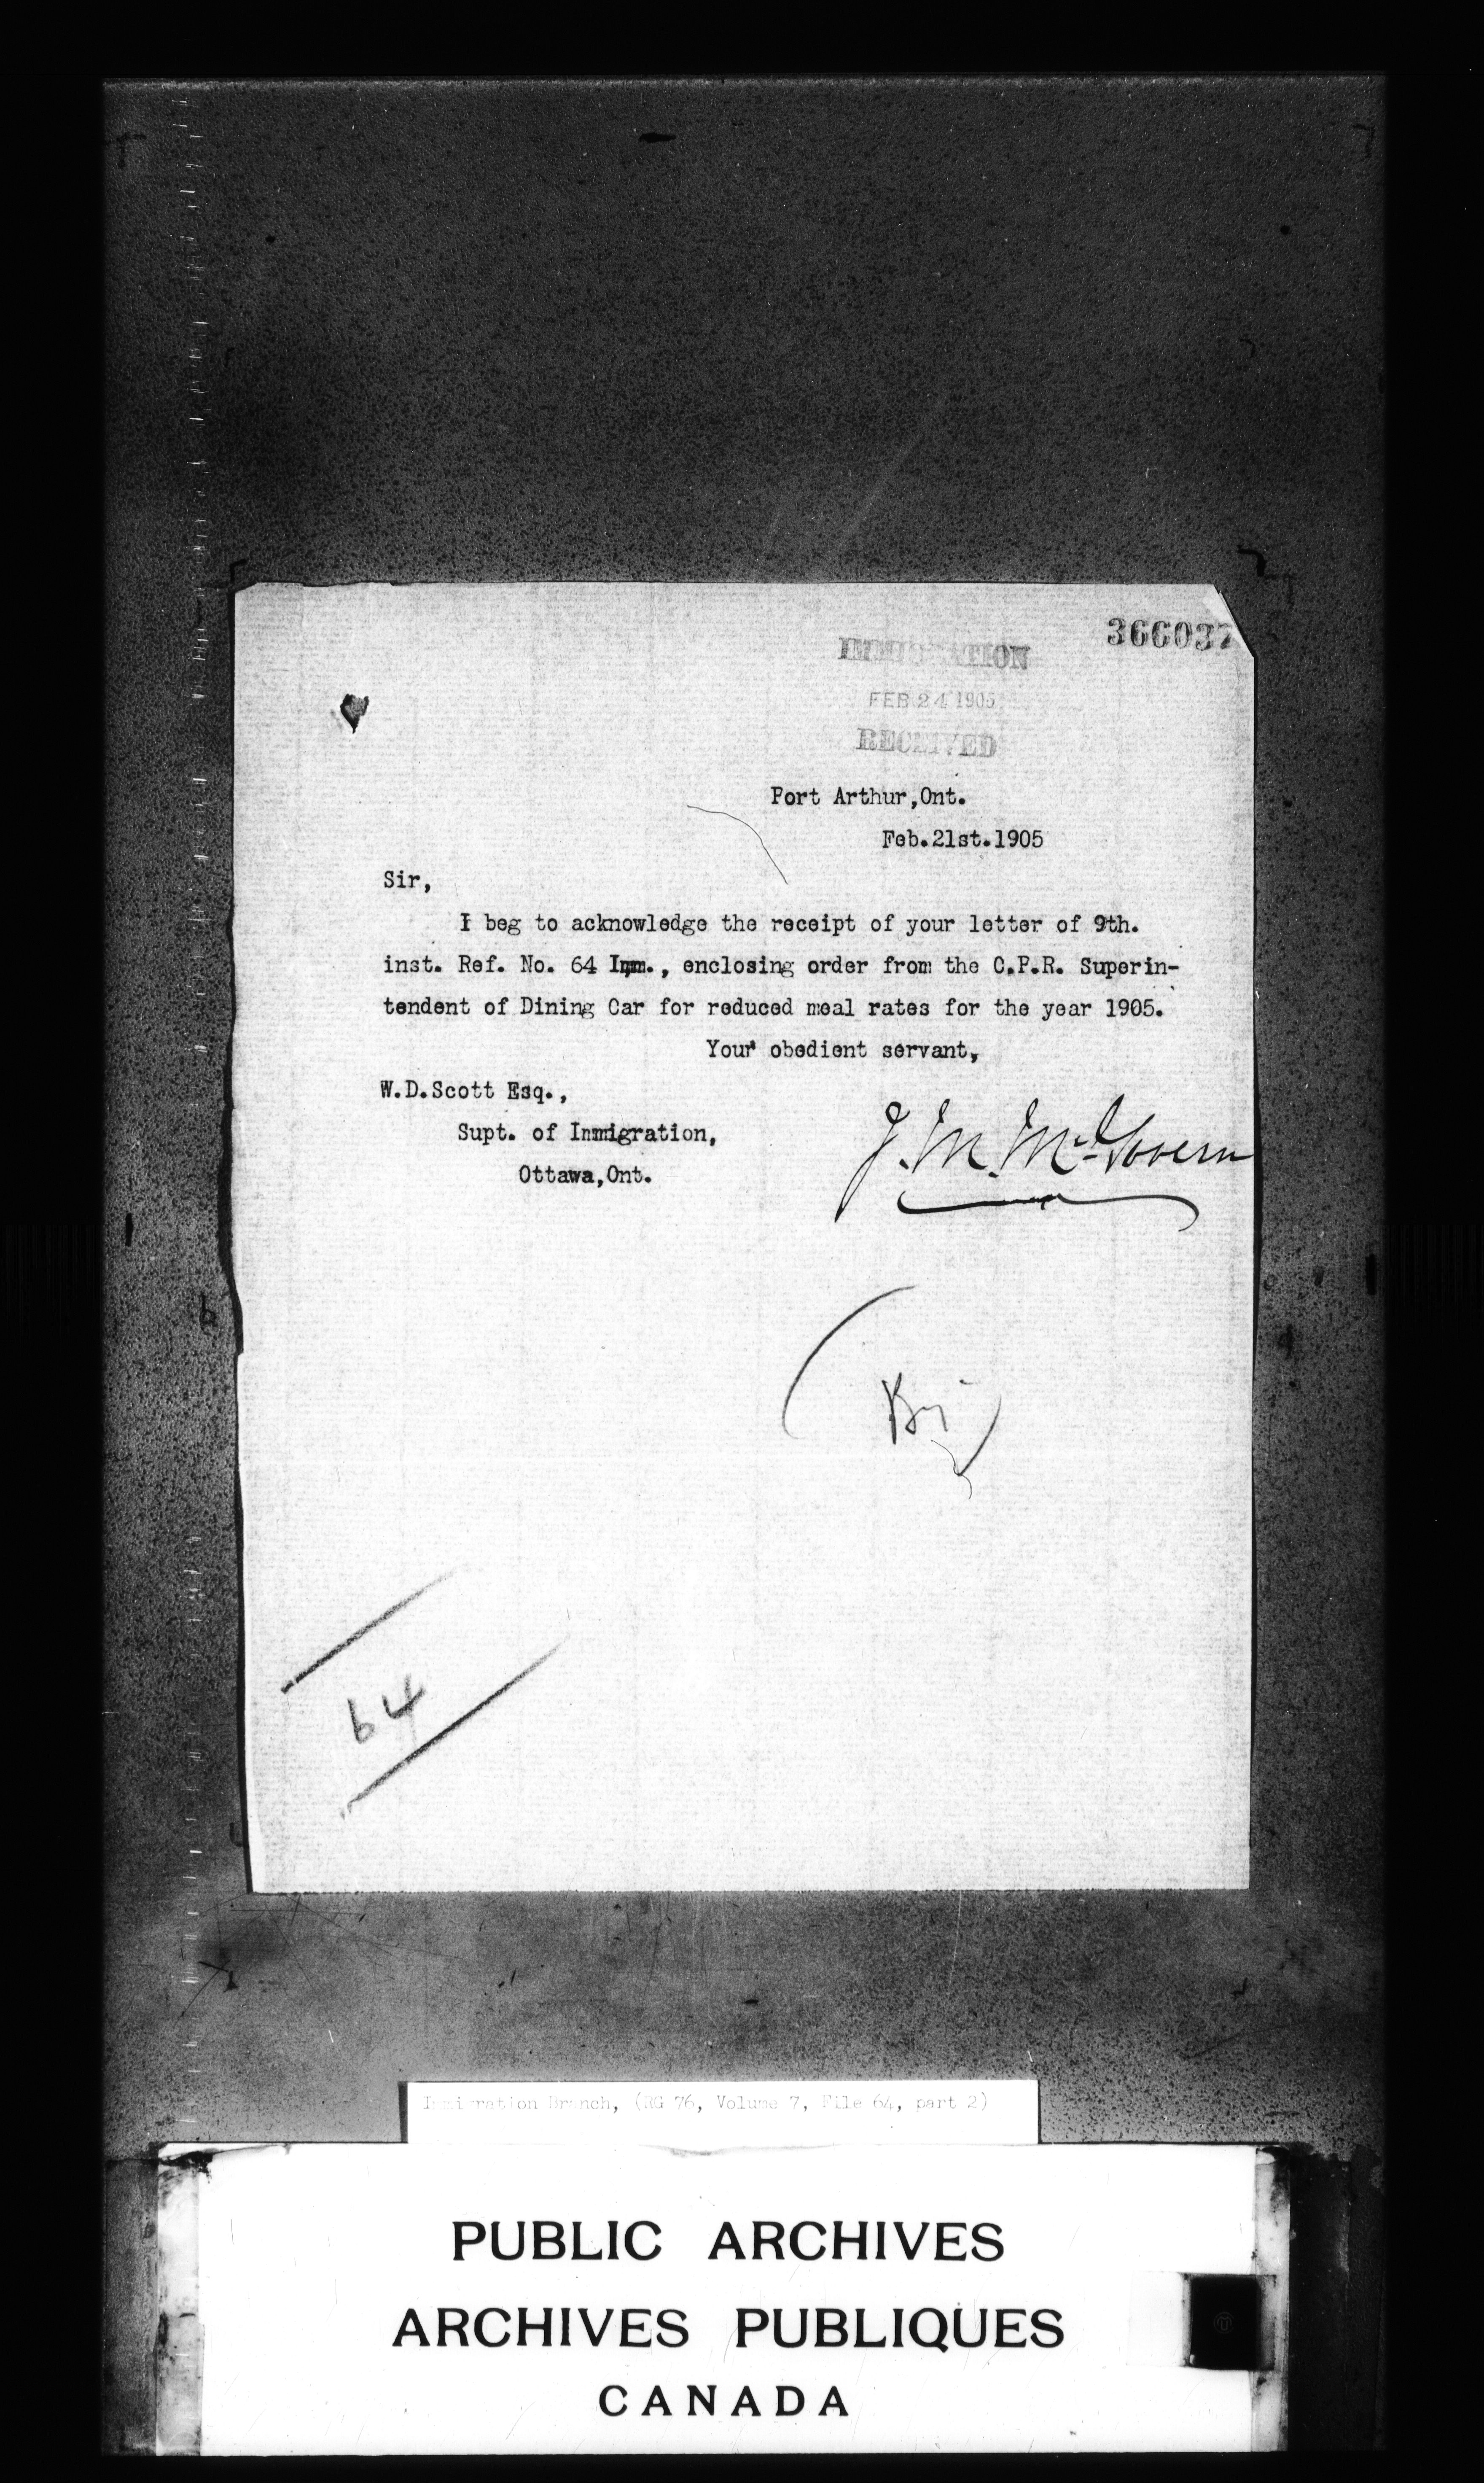 366037
IMMIGRATION
FEB 24 1905
RECEIVED
Port Arthur,Ont.
Feb.21st.1905
Sir,
I beg to acknowledge the receipt of your letter of 9th.
inst. Ref. No. 64 Imm., enclosing order from the C.P.R. Superin-
tendent of Dining Car for reduced meal rates for the year 1905.
Your obedient servant,
W.D.Scott Esq.,
Supt. of Immigration,
Ottawa,Ont.
J. M. McGovern
64
Immigration Branch, (RG 76, Volume 7, File 64, part 2)
PUBLIC ARCHIVES
ARCHIVES PUBLIQUES
CANADA